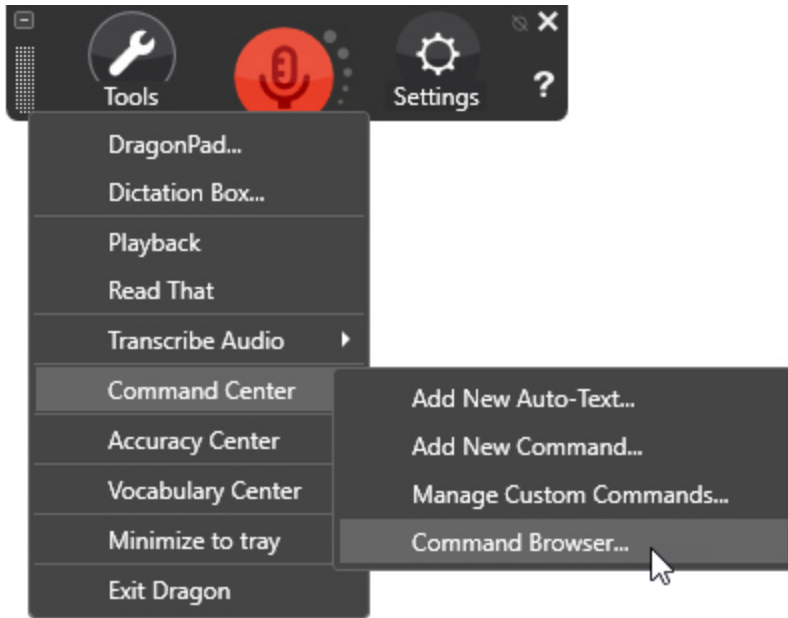 Tools
Settings
?
DragonPad...
Dictation Box...
Playback
Read That
Transcribe Audio
Command Center
Accuracy Center
Vocabulary Center
Minimize to tray
Exit Dragon
Add New Auto-Text...
Add New Command...
Manage Custom Commands...
Command Browser...